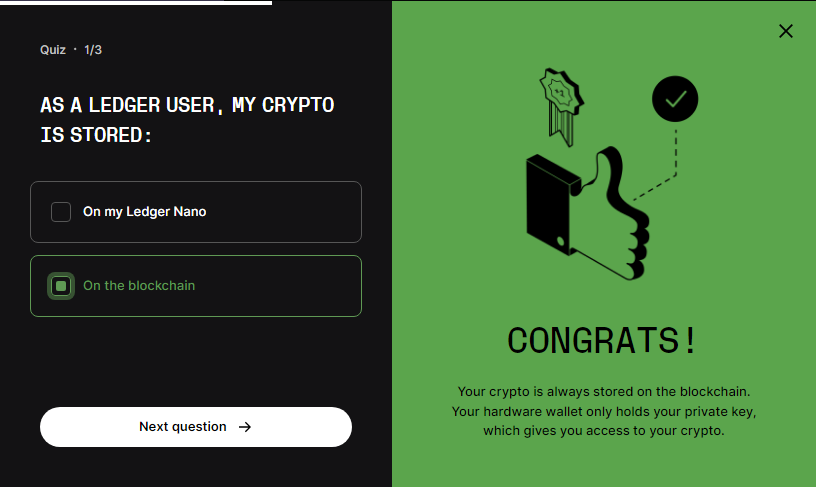 Quiz · 1/3
AS A LEDGER USER, MY CRYPTO
IS STORED:
On my Ledger Nano
On the blockchain
Next question →
CONGRATS!
Your crypto is always stored on the blockchain.
Your hardware wallet only holds your private key,
which gives you access to your crypto.